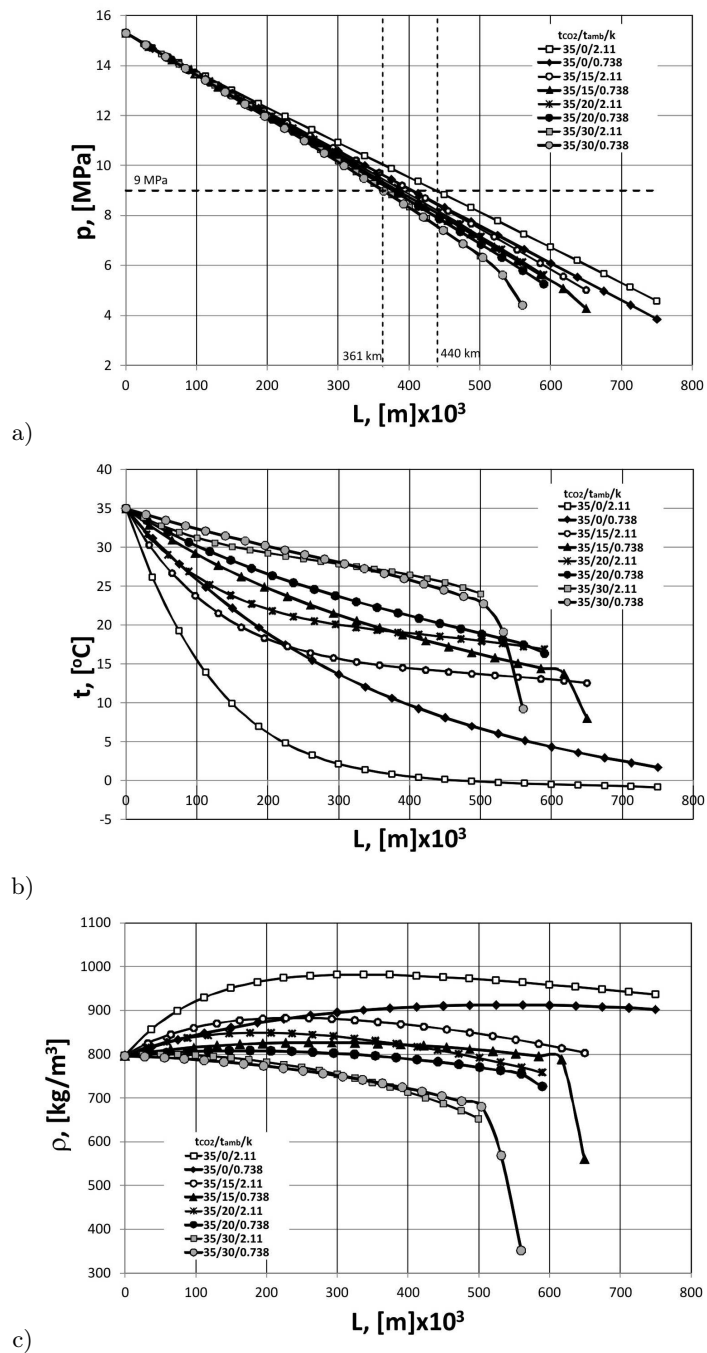 18
16
14
12
10
8
6
4
2
p, [MPa]
tCO2/tamb/k
35/0/2.11
35/0/0.738
35/15/2.11
35/15/0.738
35/20/2.11
35/20/0.738
35/30/2.11
35/30/0.738
9 MPa
361 km
440 km
0 100 200 300 400 500 600 700 800
L, [m]x10³
a)
40
35
30
25
20
15
10
5
0
-5
t, [°C]
tCO2/tamb/k
35/0/2.11
35/0/0.738
35/15/2.11
35/15/0.738
35/20/2.11
35/20/0.738
35/30/2.11
35/30/0.738
0 100 200 300 400 500 600 700 800
L, [m]x10³
b)
1100
1000
900
800
700
600
500
400
300
ρ, [kg/m³]
tCO2/tamb/k
35/0/2.11
35/0/0.738
35/15/2.11
35/15/0.738
35/20/2.11
35/20/0.738
35/30/2.11
35/30/0.738
0 100 200 300 400 500 600 700 800
L, [m]x10³
c)